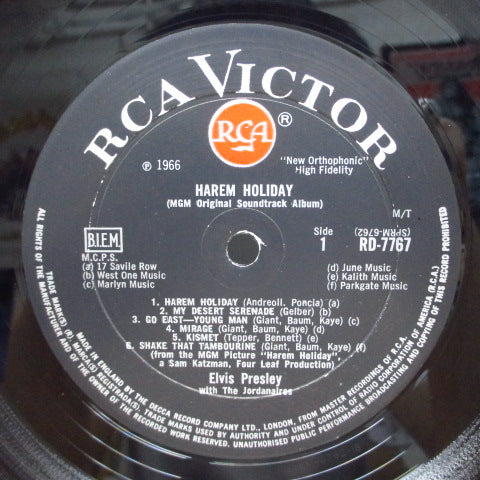 RCA VICTOR
RCA ®
℗ 1966
"New Orthophonic"
High Fidelity
HAREM HOLIDAY
(MGM Original Soundtrack Album)
M/T
B.I.E.M.
Side
1
(SPRM-6762)
RD-7767
M.C.P.S.
(a) 17 Savile Row
(b) West One Music
(c) Marlyn Music
(d) June Music
(e) Kalith Music
(f) Parkgate Music
1. HAREM HOLIDAY (Andreoli, Poncia) (a)
2. MY DESERT SERENADE (Gelber) (b)
3. GO EAST—YOUNG MAN (Giant, Baum, Kaye) (c)
4. MIRAGE (Giant, Baum, Kaye) (d)
5. KISMET (Tepper, Bennett) (e)
6. SHAKE THAT TAMBOURINE (Giant, Baum, Kaye) (f)
(from the MGM Picture "Harem Holiday",
a Sam Katzman, Four Leaf Production)
Elvis Presley
with The Jordanaires
MADE IN ENGLAND BY THE DECCA RECORD COMPANY LTD., LONDON, FROM MASTER RECORDINGS OF R.C.A.
TRADE MARK(S) REGISTERED. TRADE MARKS USED BY AUTHORITY AND UNDER CONTROL OF RADIO CORPORATION OF AMERICA (R.C.A.)
ALL RIGHTS OF THE MANUFACTURER AND OF THE OWNER OF THE RECORDED WORK RESERVED. UNAUTHORISED PUBLIC PERFORMANCE BROADCASTING AND COPYING OF THIS RECORD PROHIBITED